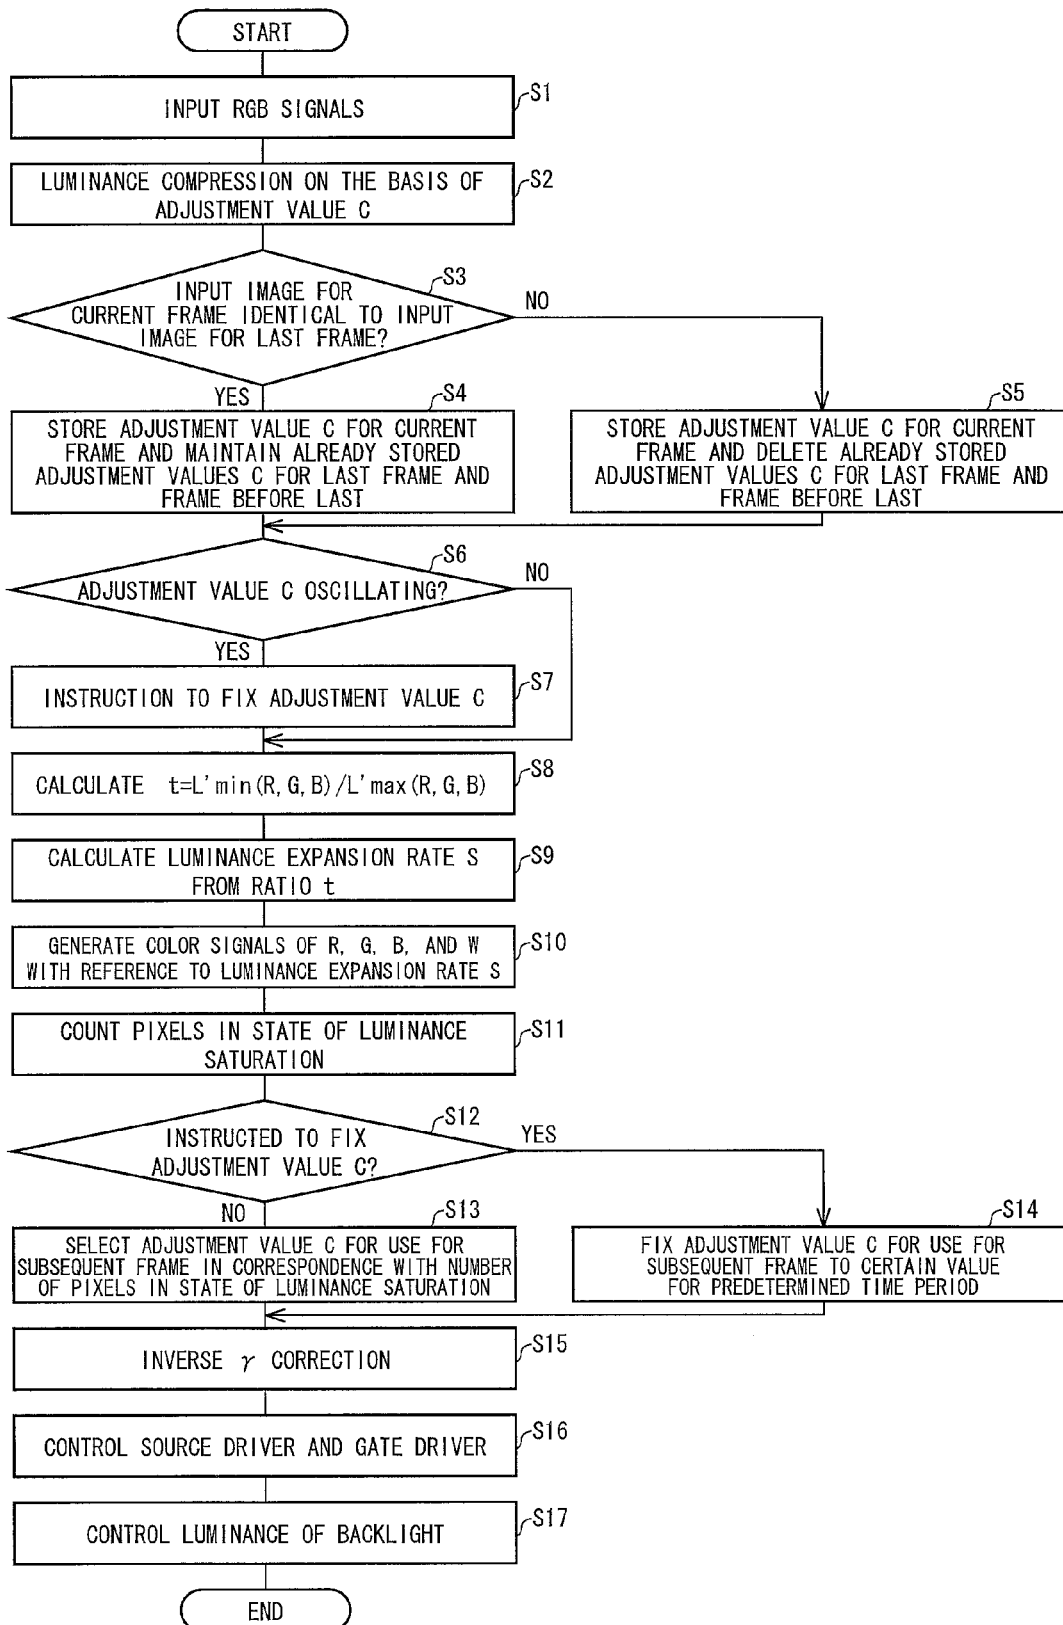 START
INPUT RGB SIGNALS
S1
LUMINANCE COMPRESSION ON THE BASIS OF
ADJUSTMENT VALUE C
S2
INPUT IMAGE FOR
CURRENT FRAME IDENTICAL TO INPUT
IMAGE FOR LAST FRAME?
S3
NO
YES
STORE ADJUSTMENT VALUE C FOR CURRENT
FRAME AND MAINTAIN ALREADY STORED
ADJUSTMENT VALUES C FOR LAST FRAME AND
FRAME BEFORE LAST
S4
STORE ADJUSTMENT VALUE C FOR CURRENT
FRAME AND DELETE ALREADY STORED
ADJUSTMENT VALUES C FOR LAST FRAME AND
FRAME BEFORE LAST
S5
ADJUSTMENT VALUE C OSCILLATING?
S6
NO
YES
INSTRUCTION TO FIX ADJUSTMENT VALUE C
S7
CALCULATE t=L'min(R,G,B)/L'max(R,G,B)
S8
CALCULATE LUMINANCE EXPANSION RATE S
FROM RATIO t
S9
GENERATE COLOR SIGNALS OF R, G, B, AND W
WITH REFERENCE TO LUMINANCE EXPANSION RATE S
S10
COUNT PIXELS IN STATE OF LUMINANCE
SATURATION
S11
INSTRUCTED TO FIX
ADJUSTMENT VALUE C?
S12
YES
NO
SELECT ADJUSTMENT VALUE C FOR USE FOR
SUBSEQUENT FRAME IN CORRESPONDENCE WITH NUMBER
OF PIXELS IN STATE OF LUMINANCE SATURATION
S13
FIX ADJUSTMENT VALUE C FOR USE FOR
SUBSEQUENT FRAME TO CERTAIN VALUE
FOR PREDETERMINED TIME PERIOD
S14
INVERSE γ CORRECTION
S15
CONTROL SOURCE DRIVER AND GATE DRIVER
S16
CONTROL LUMINANCE OF BACKLIGHT
S17
END